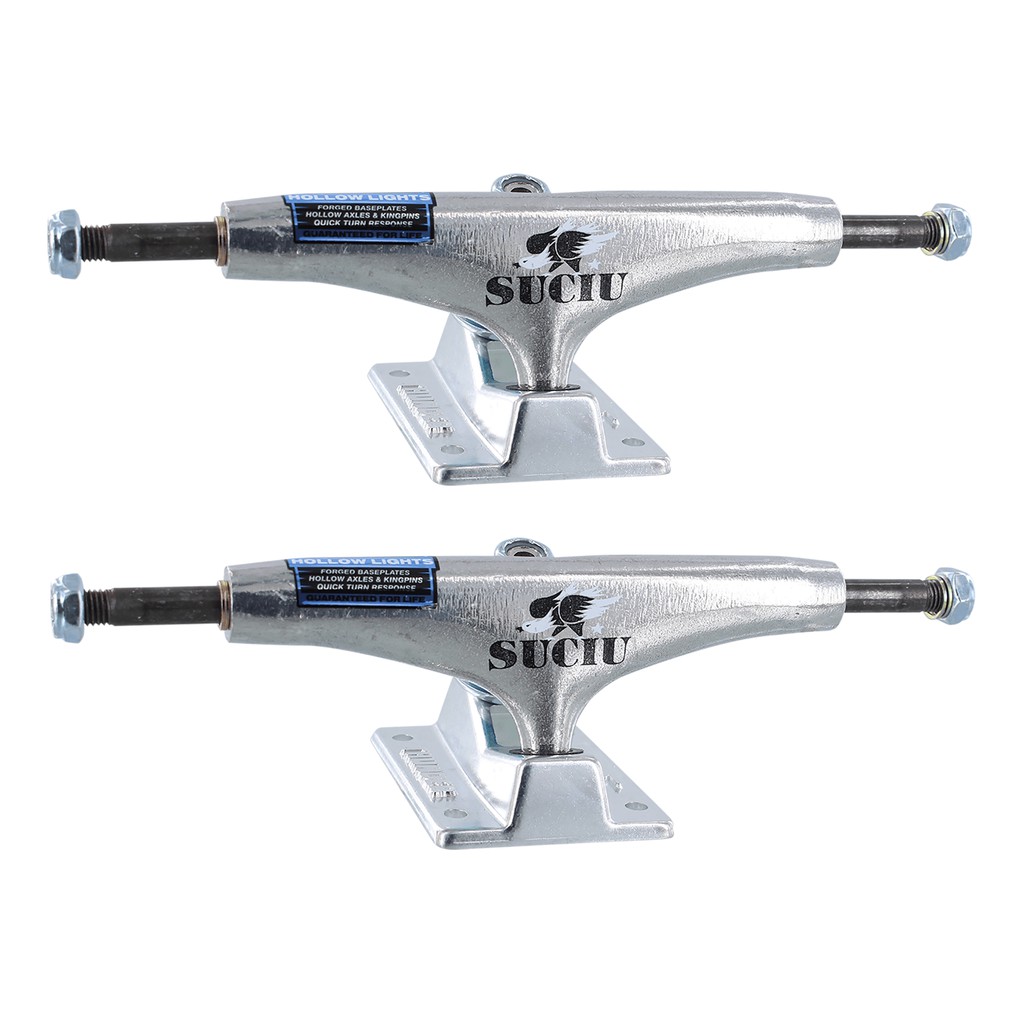 HOLLOW LIGHTS
FORGED BASEPLATES
HOLLOW AXLES & KINGPINS
QUICK TURN RESPONSE
GUARANTEED FOR LIFE
SUCIU
HOLLOW LIGHTS
FORGED BASEPLATES
HOLLOW AXLES & KINGPINS
QUICK TURN RESPONSE
GUARANTEED FOR LIFE
SUCIU